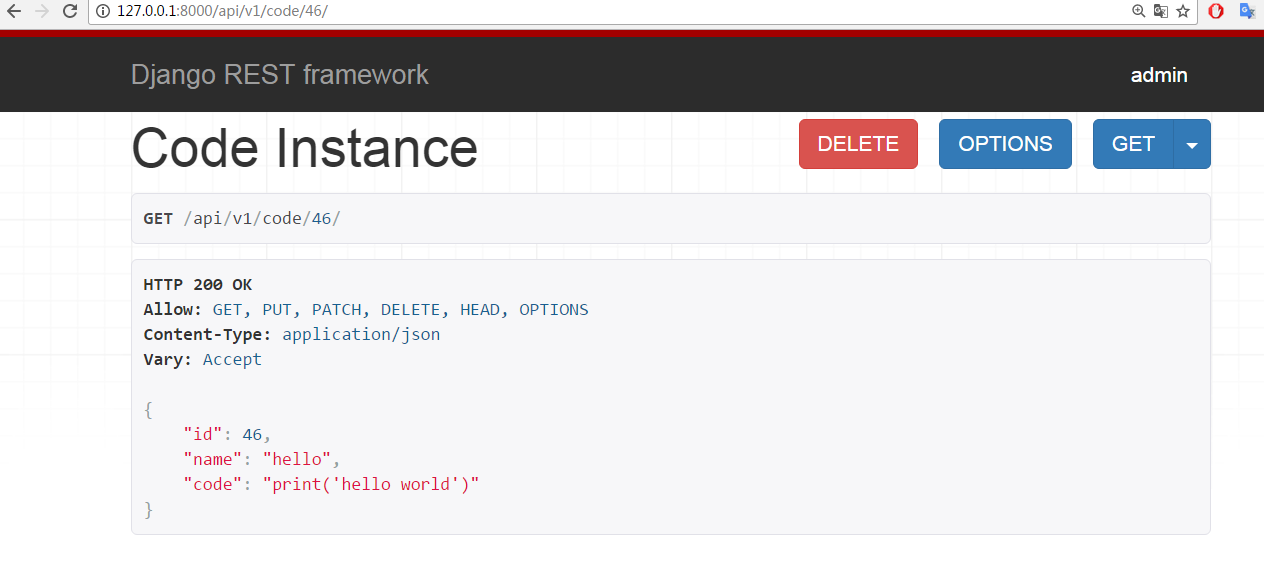 127.0.0.1:8000/api/v1/code/46/
Django REST framework
admin
Code Instance
DELETE
OPTIONS
GET
GET /api/v1/code/46/
HTTP 200 OK
Allow: GET, PUT, PATCH, DELETE, HEAD, OPTIONS
Content-Type: application/json
Vary: Accept
{
    "id": 46,
    "name": "hello",
    "code": "print('hello world')"
}